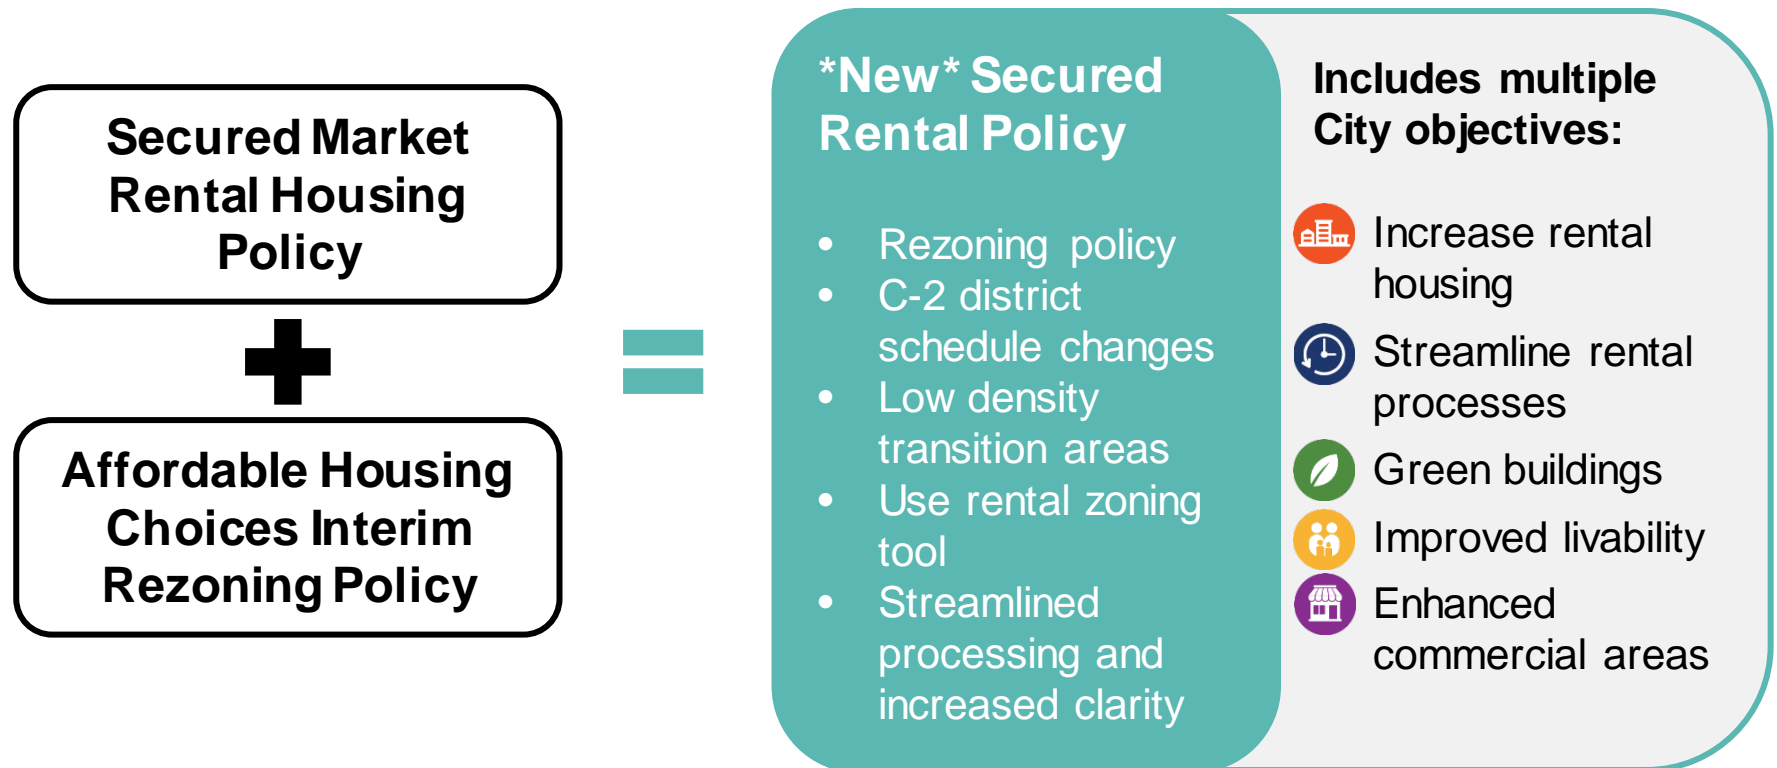 Secured Market
Rental Housing
Policy
Affordable Housing
Choices Interim
Rezoning Policy
*New* Secured
Rental Policy
• Rezoning policy
• C-2 district
schedule changes
• Low density
transition areas
• Use rental zoning
tool
• Streamlined
processing and
increased clarity
Includes multiple
City objectives:
Increase rental
housing
Streamline rental
processes
Green buildings
Improved livability
Enhanced
commercial areas